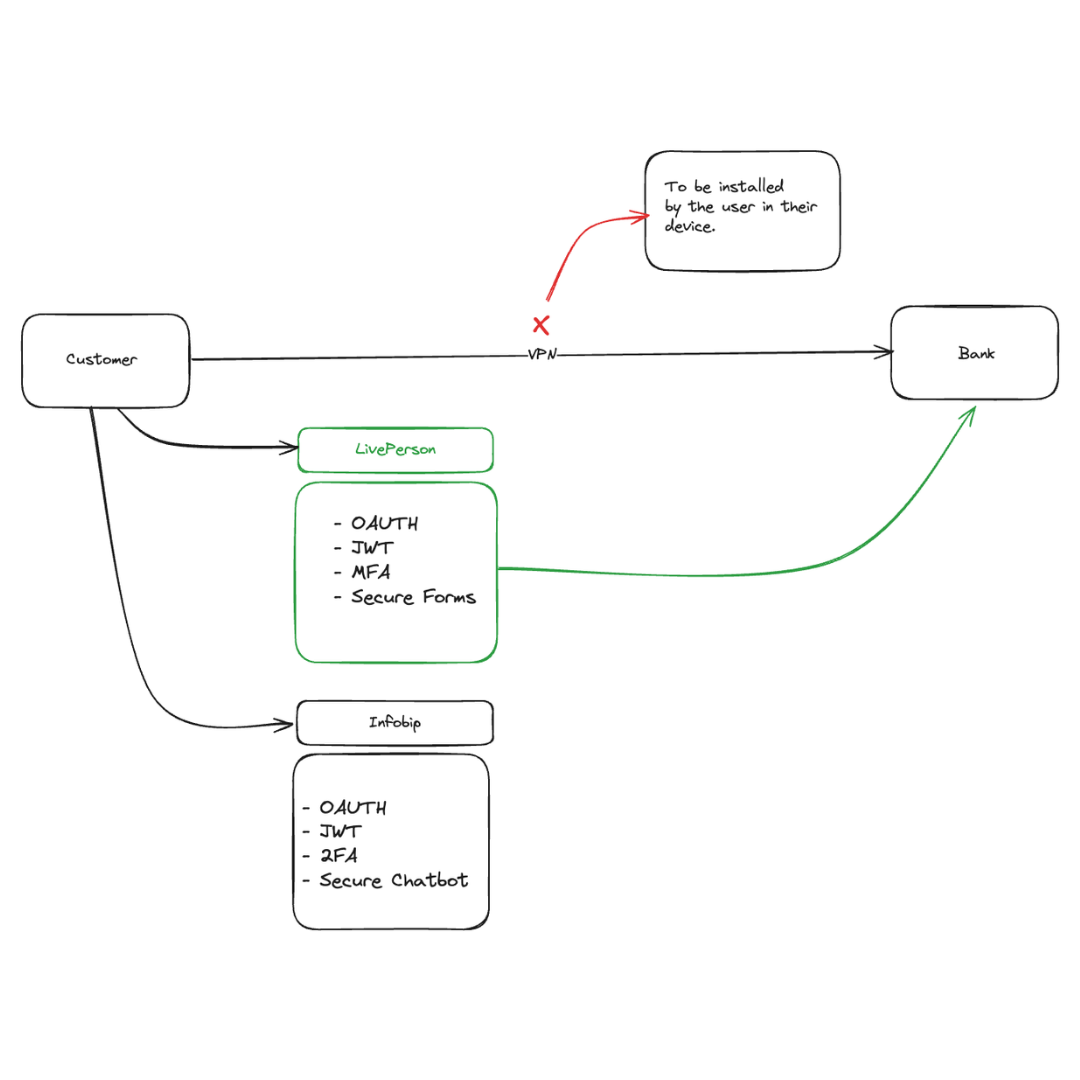 To be installed
by the user in their
device.
X
Customer
VPN
Bank
LivePerson
- OAUTH
- JWT
- MFA
- Secure Forms
Infobip
- OAUTH
- JWT
- 2FA
- Secure Chatbot